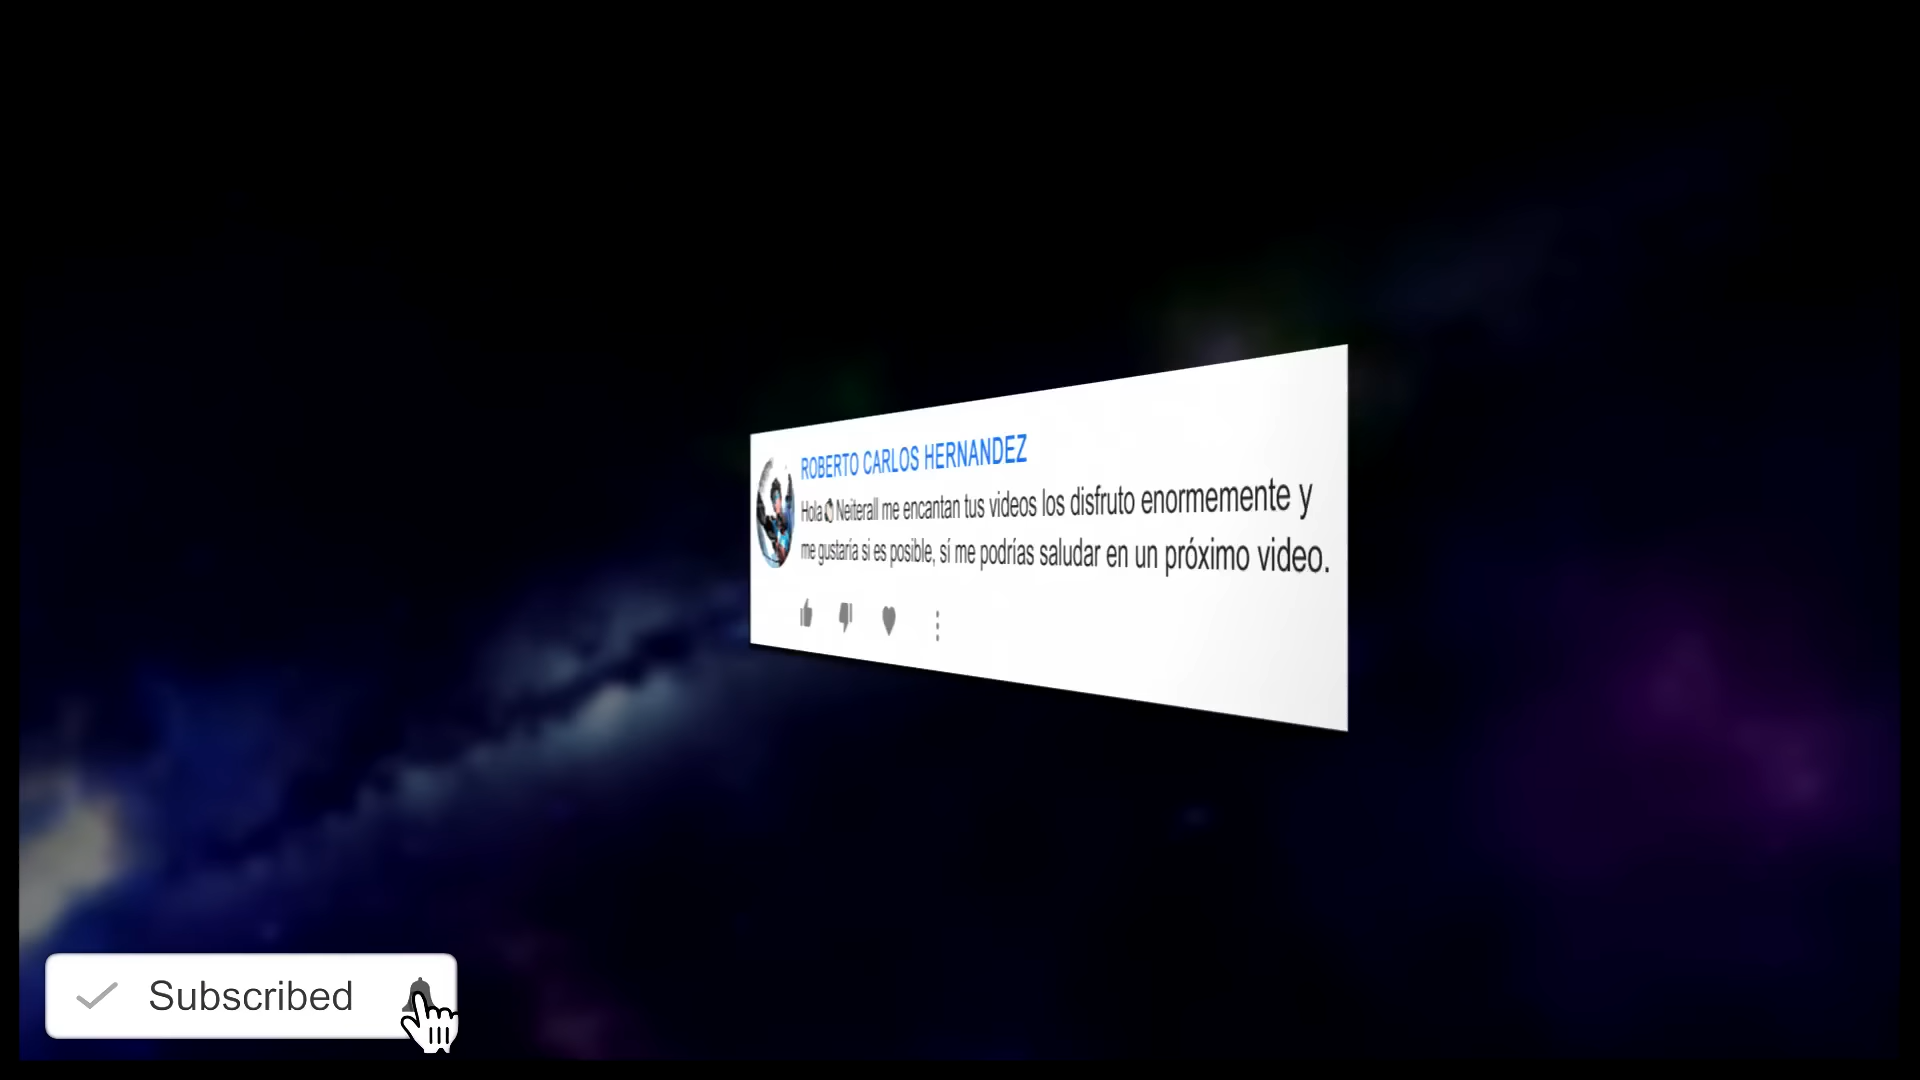 ROBERTO CARLOS HERNANDEZ
Hola Neiterall me encantan tus videos los disfruto enormemente y
me gustaría si es posible, sí me podrías saludar en un próximo video.
Subscribed